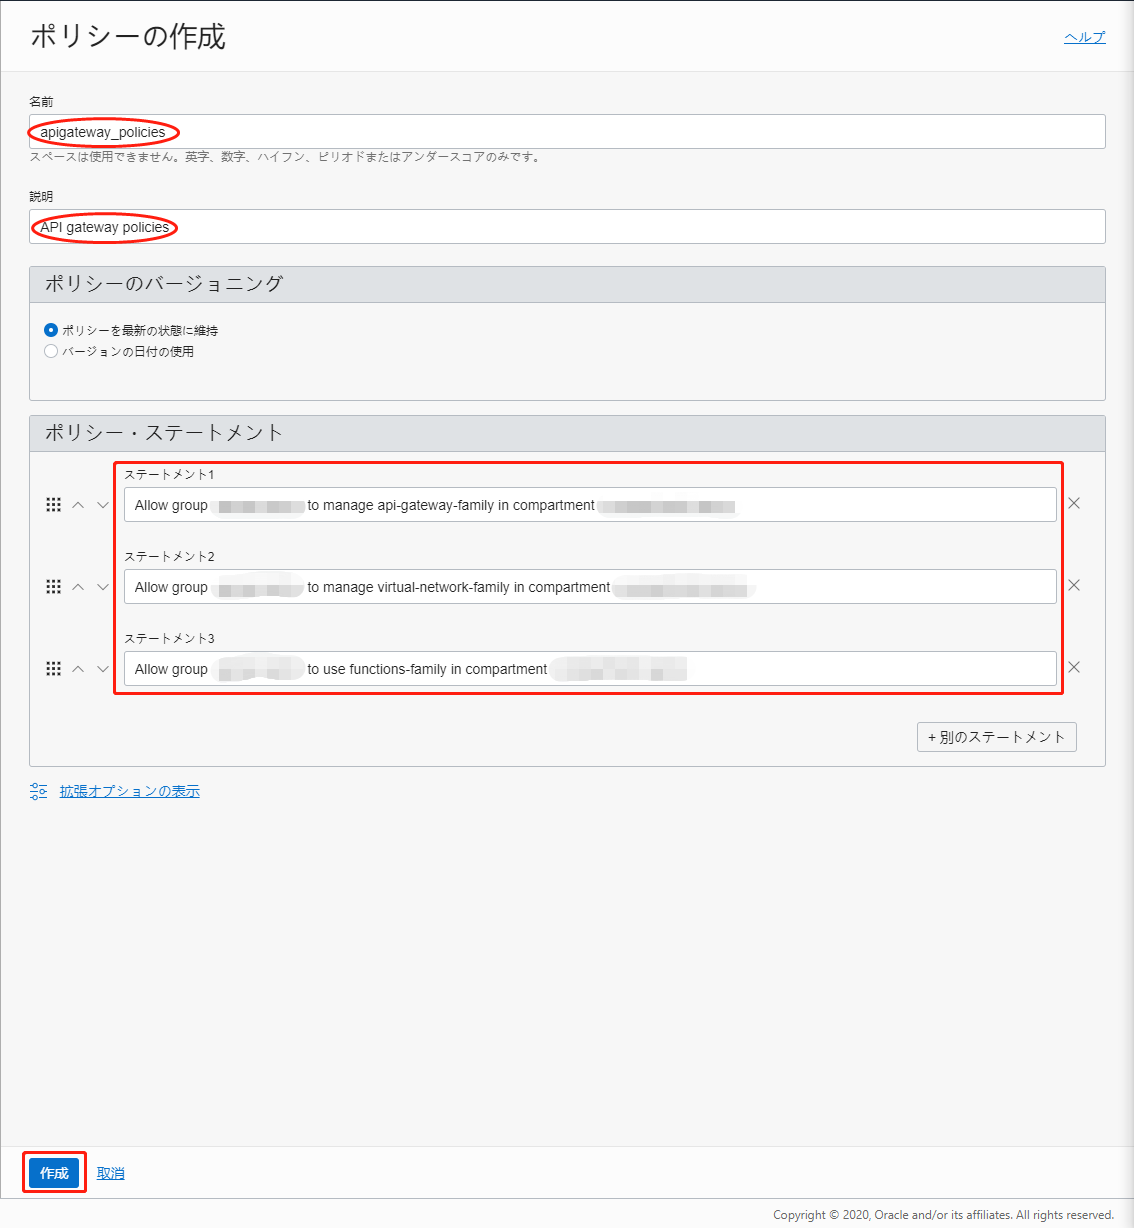 ポリシーの作成
ヘルプ
名前
apigateway_policies
スペースは使用できません。英字、数字、ハイフン、ピリオドまたはアンダースコアのみです。
説明
API gateway policies
ポリシーのバージョニング
ポリシーを最新の状態に維持
バージョンの日付の使用
ポリシー・ステートメント
ステートメント1
Allow group to manage api-gateway-family in compartment
ステートメント2
Allow group to manage virtual-network-family in compartment
ステートメント3
Allow group to use functions-family in compartment
+ 別のステートメント
拡張オプションの表示
作成 取消
Copyright © 2020, Oracle and/or its affiliates. All rights reserved.